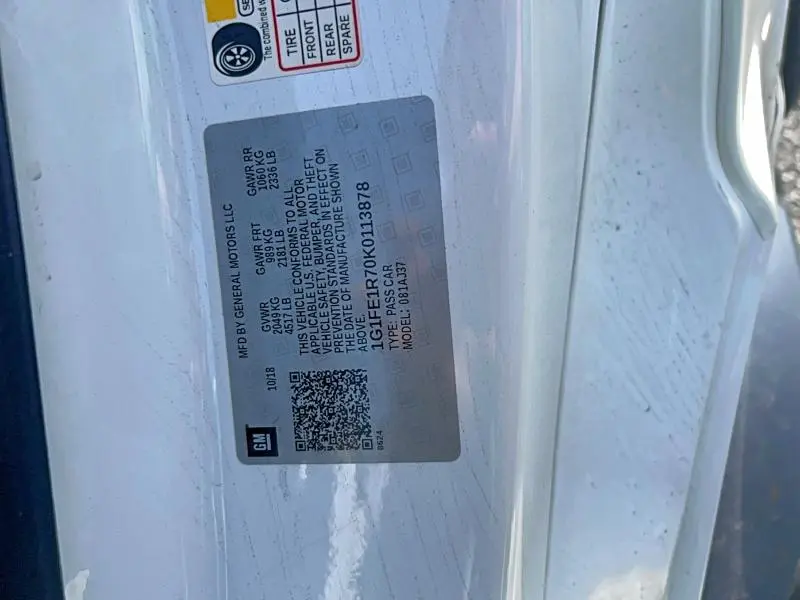 MFD BY GENERAL MOTORS LLC
10/18
GVWR
2049 KG
4517 LB
GAWR FRT
989 KG
2181 LB
GAWR RR
1060 KG
2336 LB
THIS VEHICLE CONFORMS TO ALL
APPLICABLE U.S. FEDERAL MOTOR
VEHICLE SAFETY, BUMPER, AND THEFT
PREVENTION STANDARDS IN EFFECT ON
THE DATE OF MANUFACTURE SHOWN
ABOVE.
1G1FE1R70K0113878
TYPE: PASS CAR
MODEL: 081AJ37
GM
8624
The combined
TIRE
FRONT
REAR
SPARE